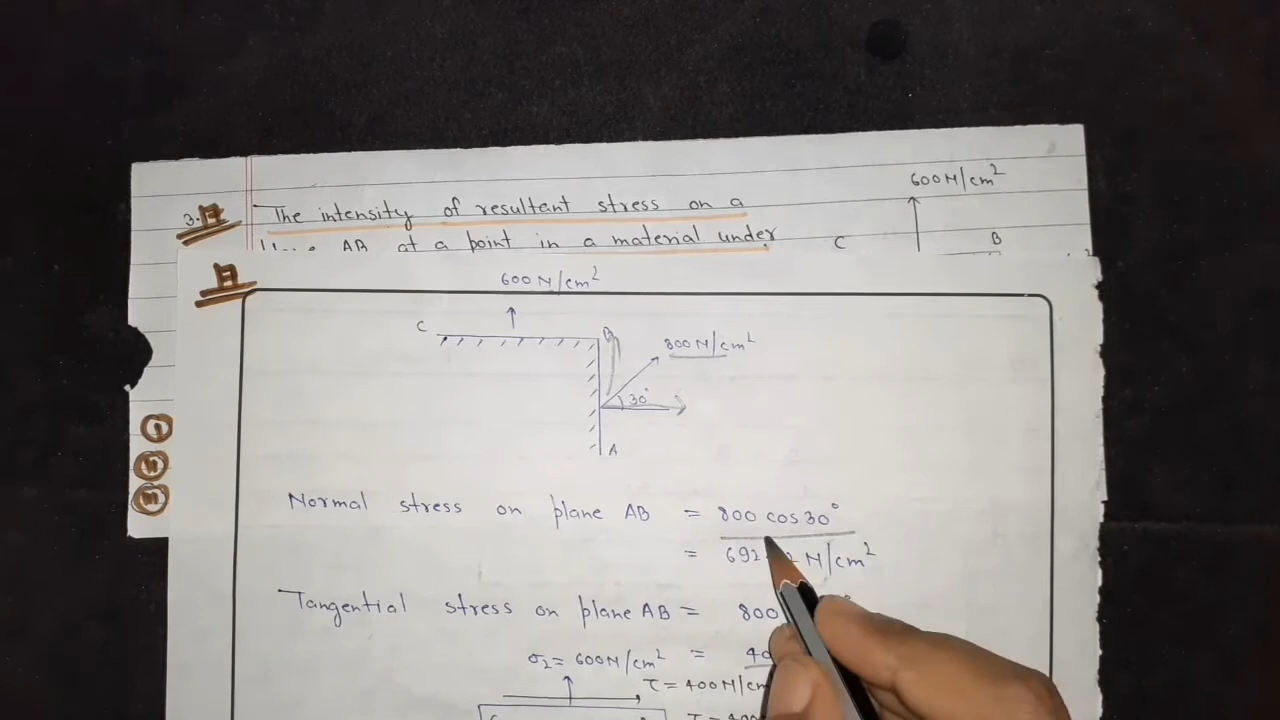 600 N/cm²
3.
The intensity of resultant stress on a
AB at a point in a material under
C B
600 N/cm²
C B
800 N/cm²
30°
A
Normal stress on plane AB = 800 cos 30°
= N/cm²
Tangential stress on plane AB = 800
σ₂ = 600 N/cm² =
τ = 400 N/cm